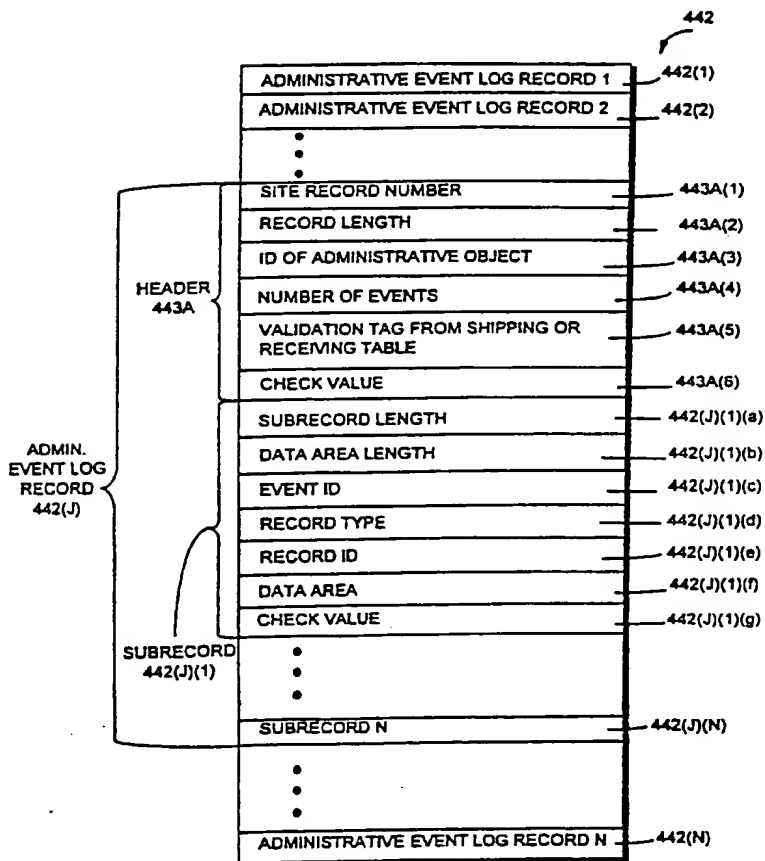 442
ADMINISTRATIVE EVENT LOG RECORD 1 442(1)
ADMINISTRATIVE EVENT LOG RECORD 2 442(2)
SITE RECORD NUMBER 443A(1)
RECORD LENGTH 443A(2)
ID OF ADMINISTRATIVE OBJECT 443A(3)
HEADER
443A
NUMBER OF EVENTS 443A(4)
VALIDATION TAG FROM SHIPPING OR
RECEIVING TABLE
443A(5)
CHECK VALUE 443A(6)
SUBRECORD LENGTH 442(J)(1)(a)
DATA AREA LENGTH 442(J)(1)(b)
ADMIN.
EVENT LOG
RECORD
442(J)
EVENT ID 442(J)(1)(c)
RECORD TYPE 442(J)(1)(d)
RECORD ID 442(J)(1)(e)
DATA AREA 442(J)(1)(f)
CHECK VALUE 442(J)(1)(g)
SUBRECORD
442(J)(1)
SUBRECORD N 442(J)(N)
ADMINISTRATIVE EVENT LOG RECORD N 442(N)